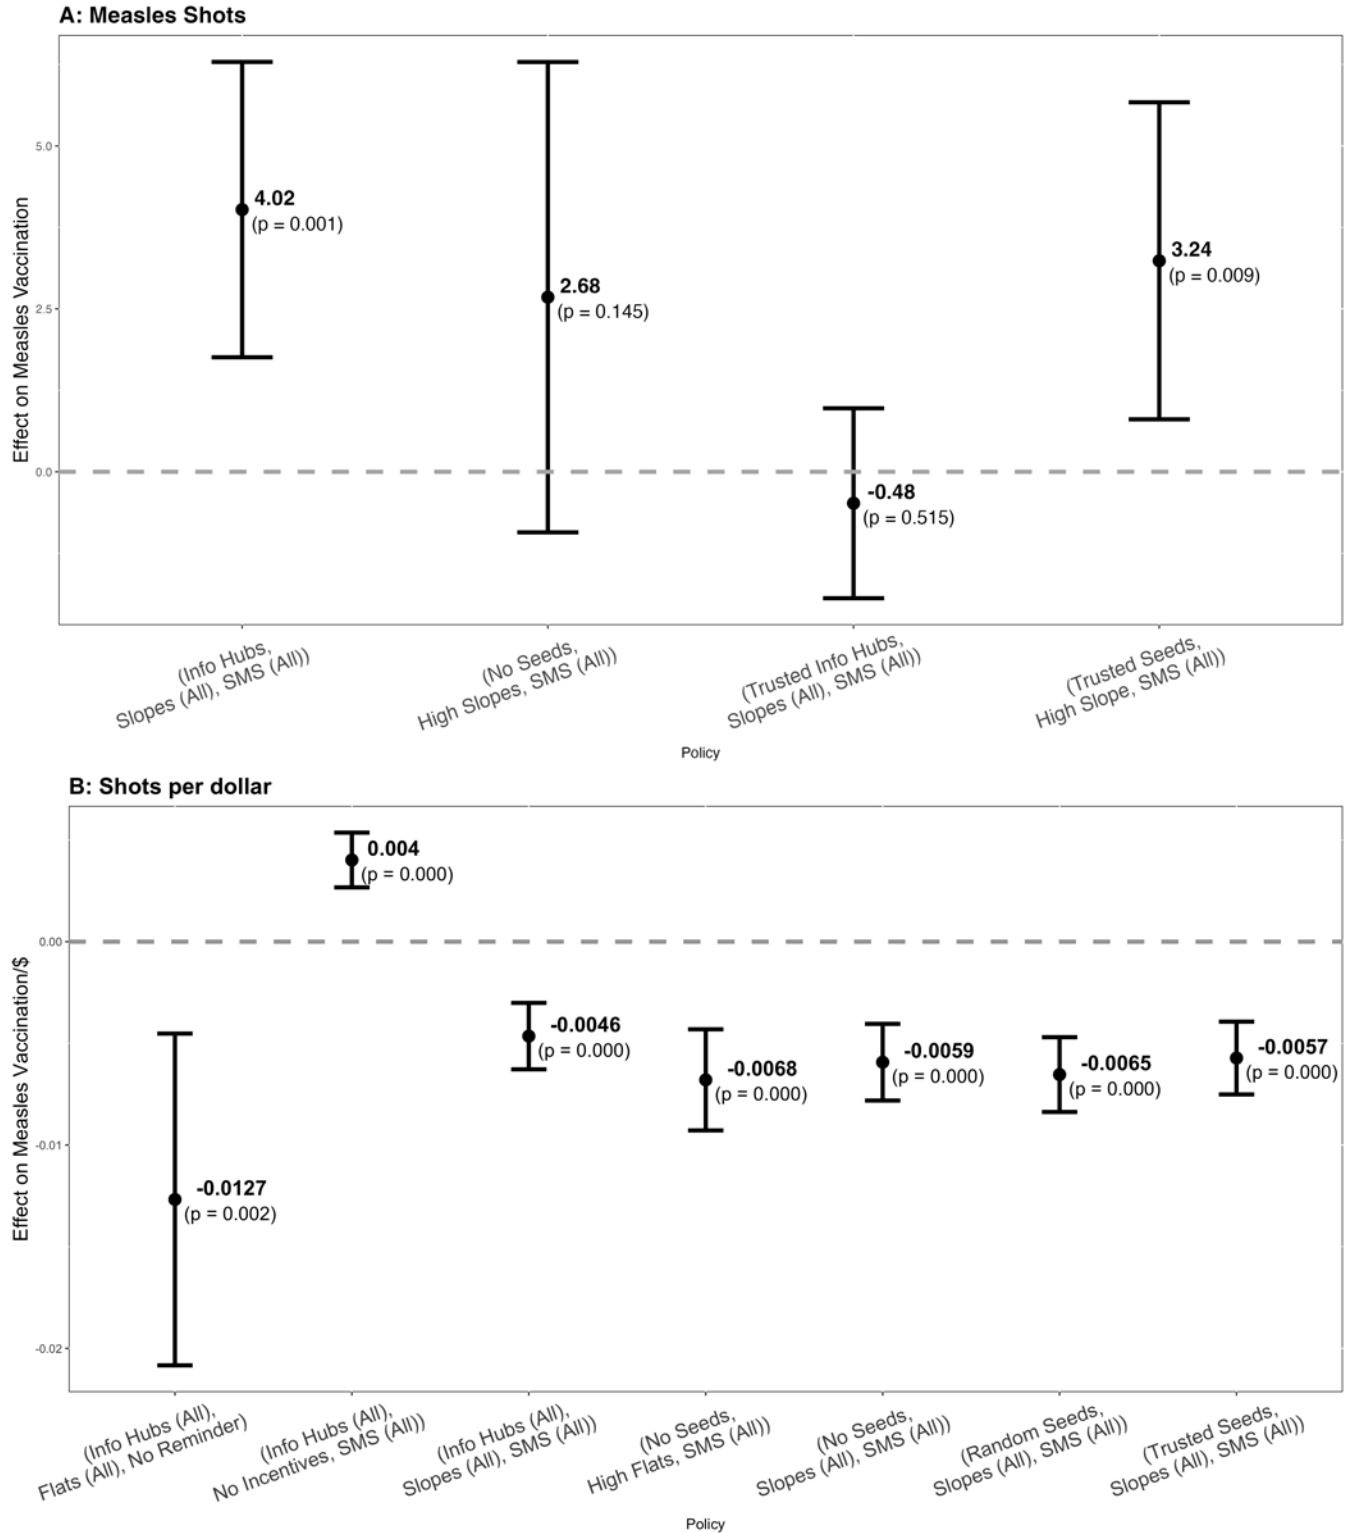 A: Measles Shots
Effect on Measles Vaccination
5.0
2.5
0.0
4.02
(p = 0.001)
2.68
(p = 0.145)
-0.48
(p = 0.515)
3.24
(p = 0.009)
(Info Hubs,
Slopes (All), SMS (All))
(No Seeds,
High Slopes, SMS (All))
(Trusted Info Hubs,
Slopes (All), SMS (All))
(Trusted Seeds,
High Slope, SMS (All))
Policy
B: Shots per dollar
Effect on Measles Vaccination/$
0.00
-0.01
-0.02
-0.0127
(p = 0.002)
0.004
(p = 0.000)
-0.0046
(p = 0.000)
-0.0068
(p = 0.000)
-0.0059
(p = 0.000)
-0.0065
(p = 0.000)
-0.0057
(p = 0.000)
(Info Hubs (All),
Flats (All), No Reminder)
(Info Hubs (All),
No Incentives, SMS (All))
(Info Hubs (All),
Slopes (All), SMS (All))
(No Seeds,
High Flats, SMS (All))
(No Seeds,
Slopes (All), SMS (All))
(Random Seeds,
Slopes (All), SMS (All))
(Trusted Seeds,
Slopes (All), SMS (All))
Policy